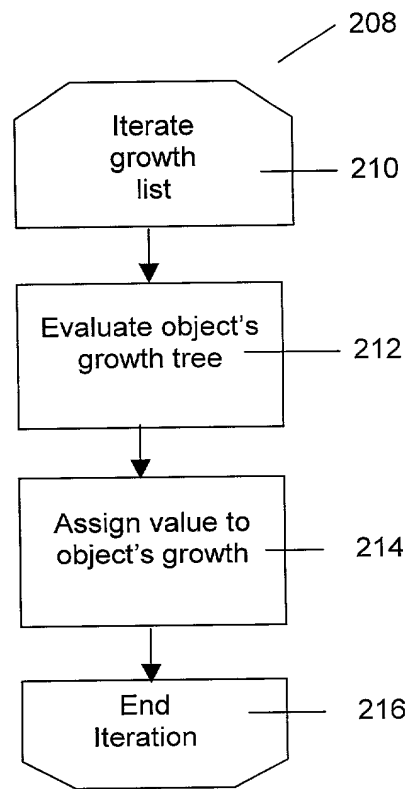 208
Iterate
growth
list
210
Evaluate object's
growth tree
212
Assign value to
object's growth
214
End
Iteration
216